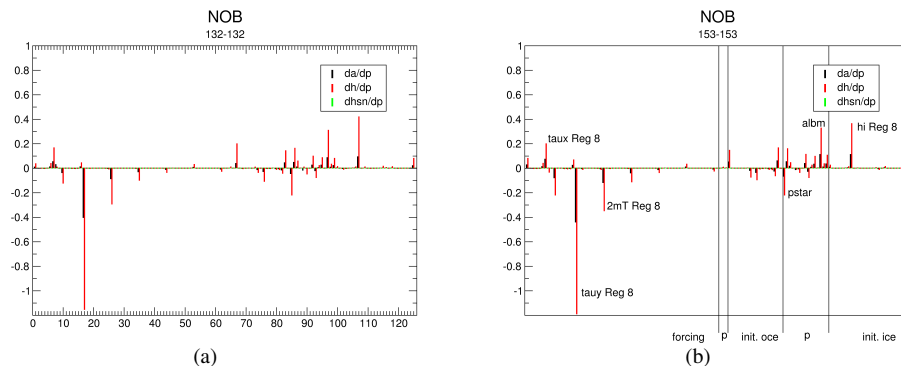 NOB
132-132
1
0.8
0.6
0.4
0.2
0
-0.2
-0.4
-0.6
-0.8
-1
da/dp
dh/dp
dhsn/dp
0 10 20 30 40 50 60 70 80 90 100 110 120
(a)
NOB
153-153
1
0.8
0.6
0.4
0.2
0
-0.2
-0.4
-0.6
-0.8
-1
da/dp
dh/dp
dhsn/dp
taux Reg 8
albm
hi Reg 8
2mT Reg 8
pstar
tauy Reg 8
forcing p init. oce p init. ice
(b)